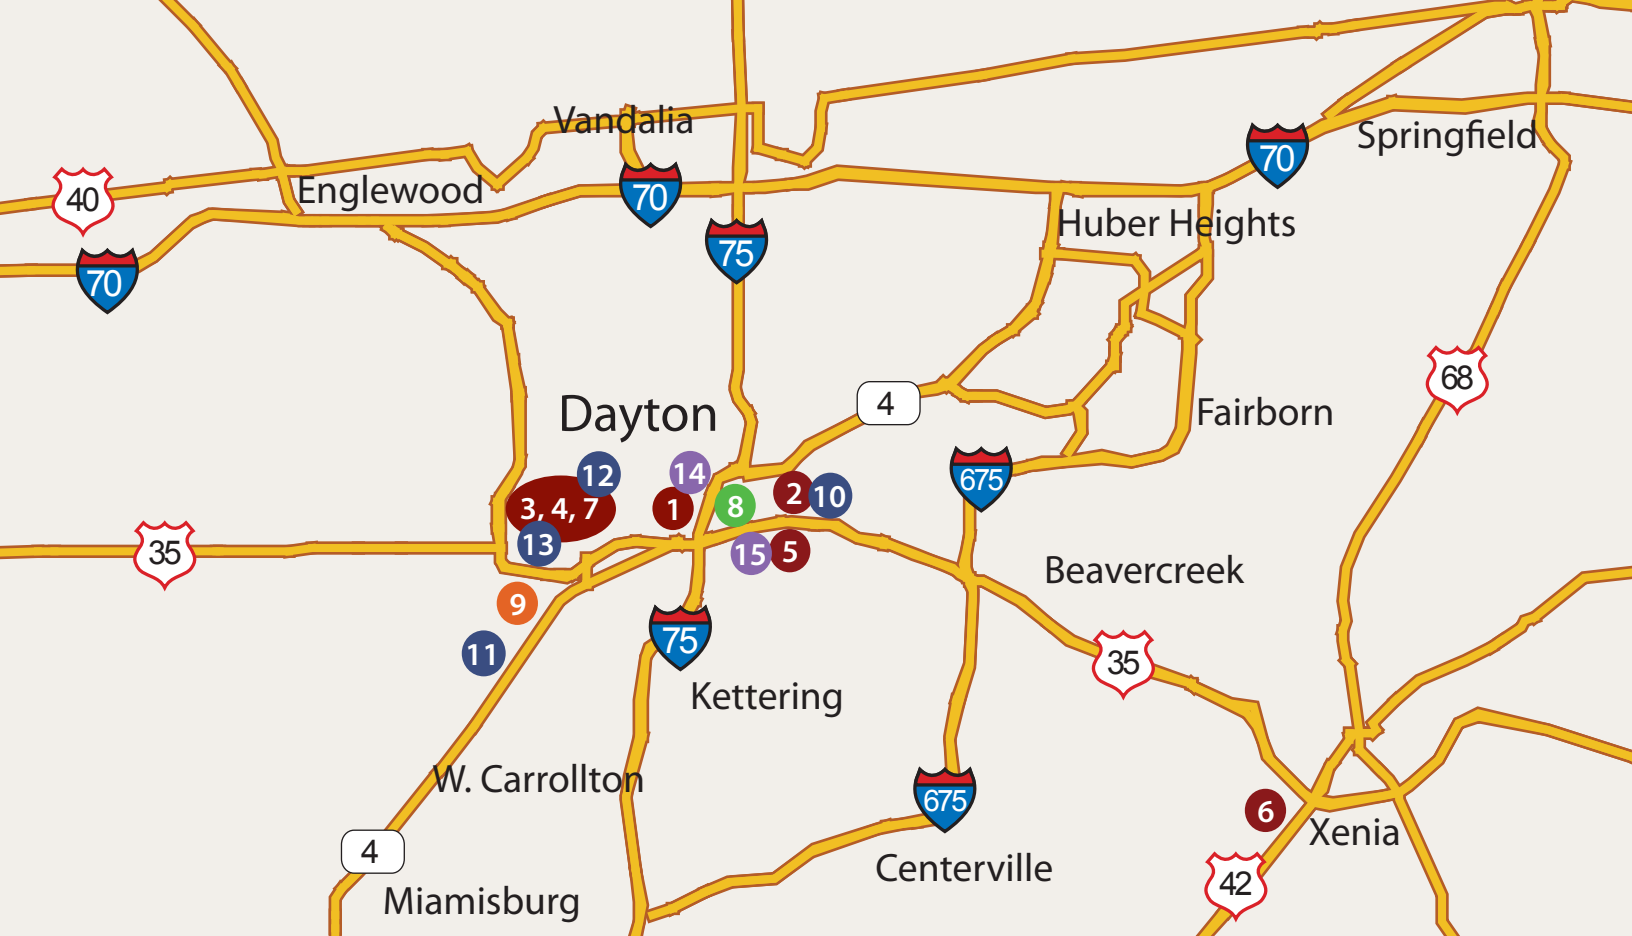 Vandalia
Springfield
70
Englewood
40
70
Huber Heights
75
70
68
4
Dayton
Fairborn
12
14
675
2
10
3, 4, 7
1
8
13
35
15
5
Beavercreek
9
75
11
35
Kettering
W. Carrollton
675
6
Xenia
4
Centerville
42
Miamisburg